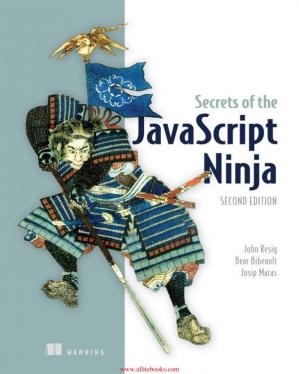 Secrets of the
JavaScript
Ninja
SECOND EDITION
John Resig
Bear Bibeault
Josip Maras
MANNING
www.allitebooks.com